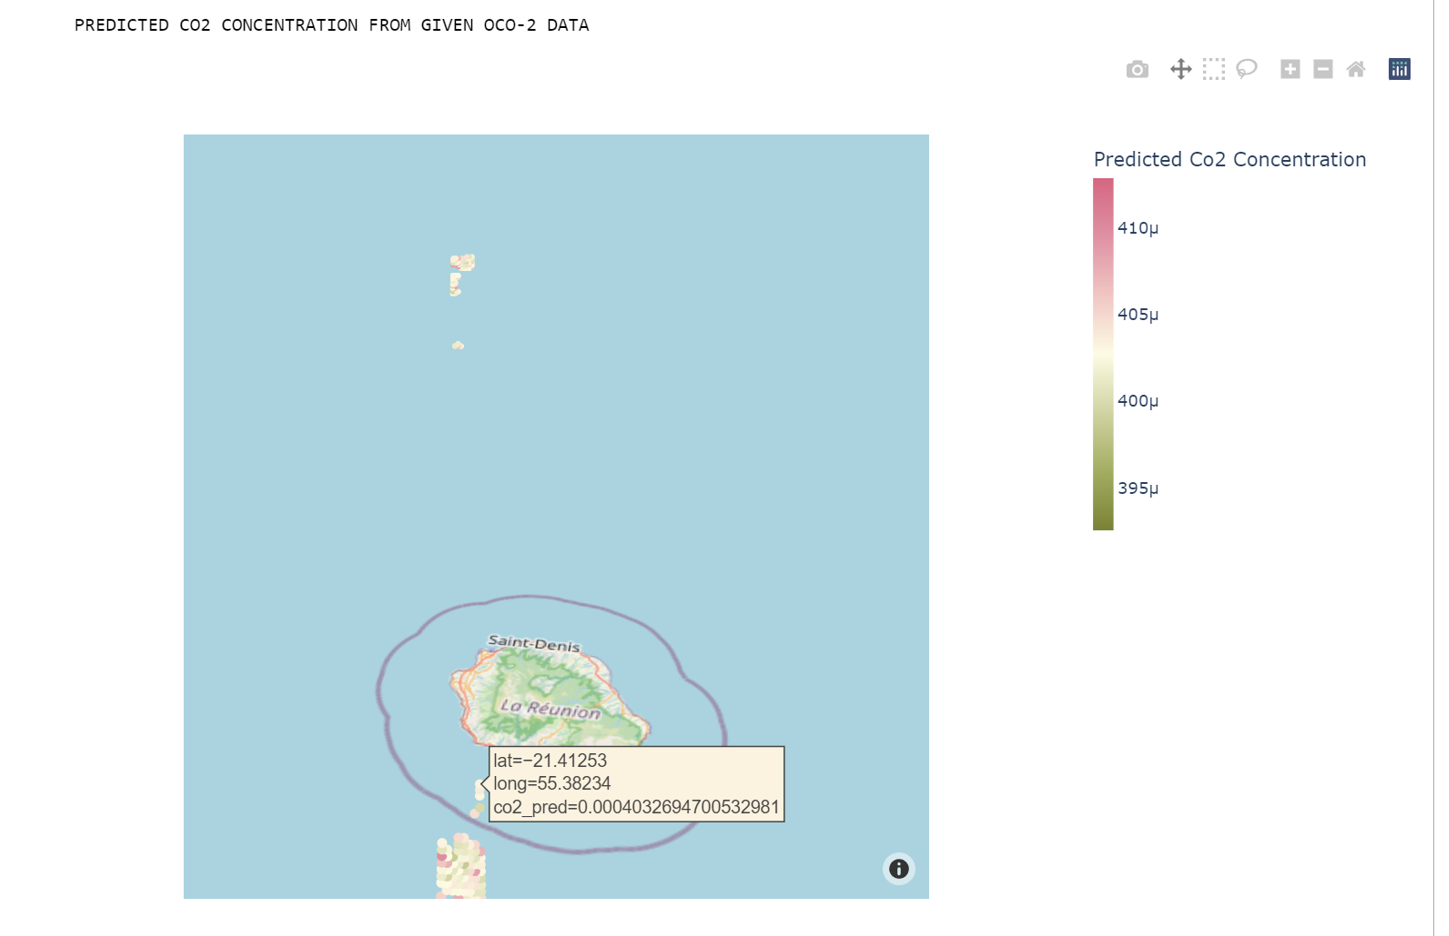 PREDICTED CO2 CONCENTRATION FROM GIVEN OCO-2 DATA
Predicted Co2 Concentration
410μ
405μ
400μ
395μ
Saint-Denis
La Réunion
lat=−21.41253
long=55.38234
co2_pred=0.0004032694700532981